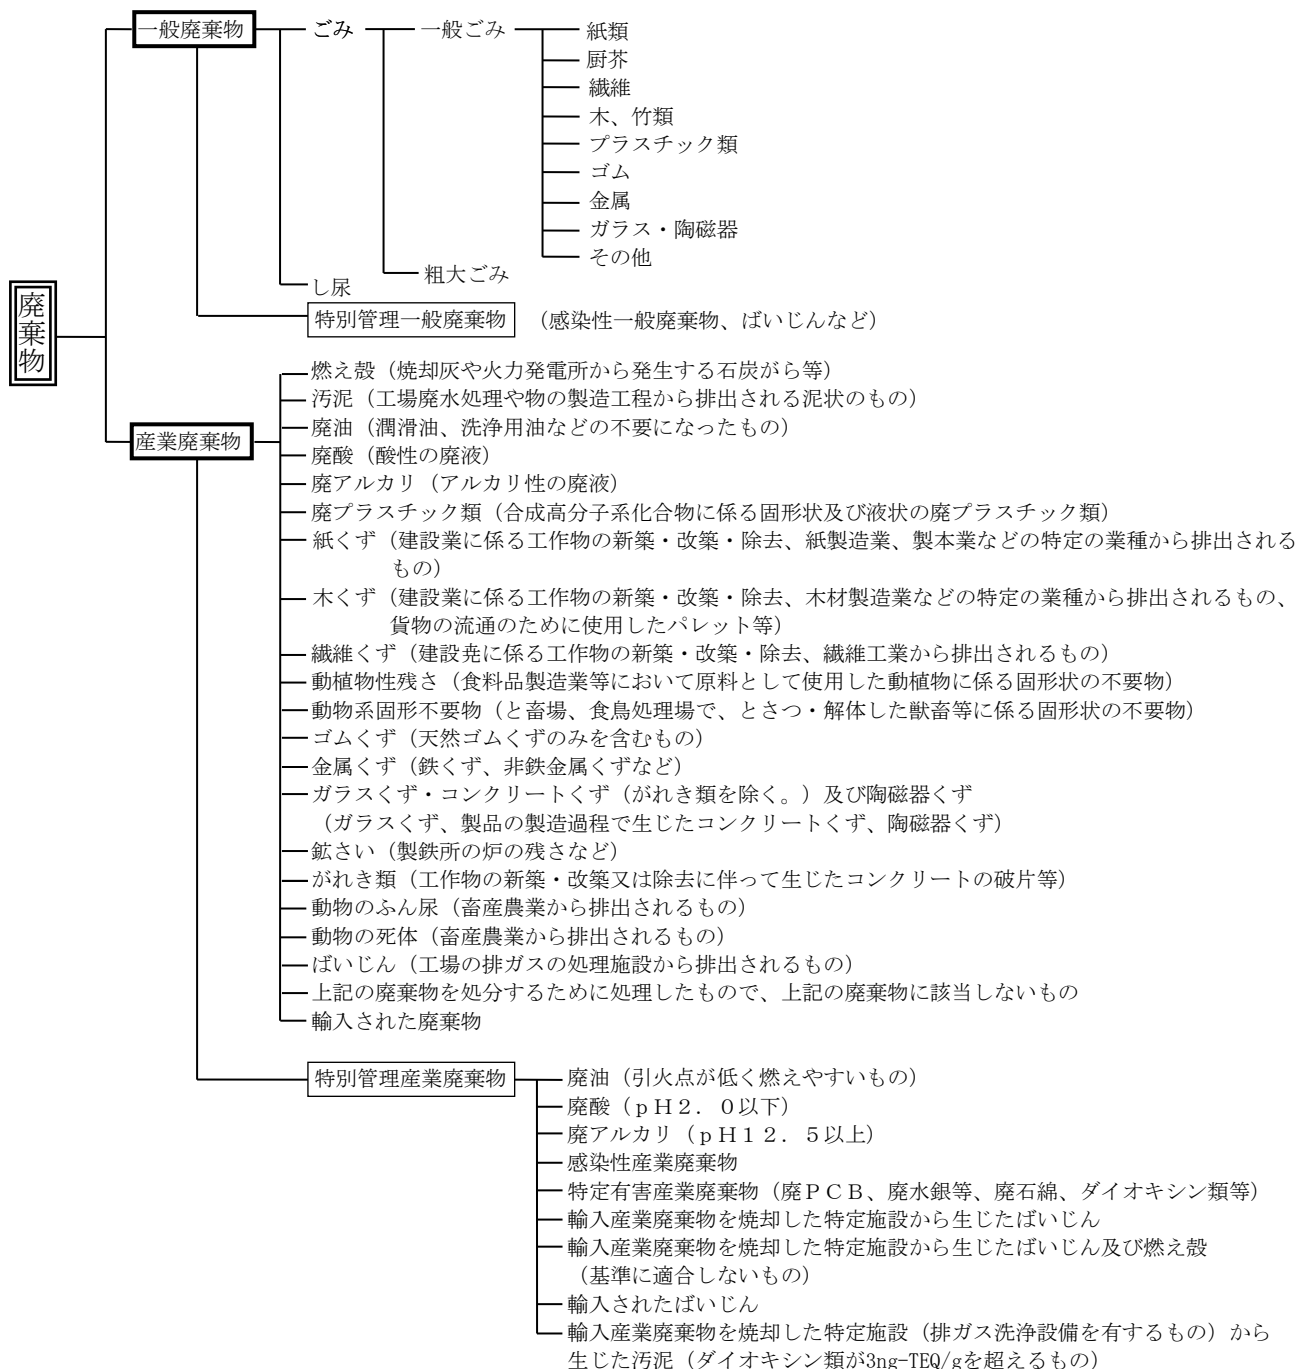 一般廃棄物
ごみ
一般ごみ
紙類
厨芥
繊維
木、竹類
プラスチック類
ゴム
金属
ガラス・陶磁器
その他
粗大ごみ
し尿
特別管理一般廃棄物 （感染性一般廃棄物、ばいじんなど）
廃棄物
産業廃棄物
燃え殻（焼却灰や火力発電所から発生する石炭がら等）
汚泥（工場廃水処理や物の製造工程から排出される泥状のもの）
廃油（潤滑油、洗浄用油などの不要になったもの）
廃酸（酸性の廃液）
廃アルカリ（アルカリ性の廃液）
廃プラスチック類（合成高分子系化合物に係る固形状及び液状の廃プラスチック類）
紙くず（建設業に係る工作物の新築・改築・除去、紙製造業、製本業などの特定の業種から排出される
もの）
木くず（建設業に係る工作物の新築・改築・除去、木材製造業などの特定の業種から排出されるもの、
貨物の流通のために使用したパレット等）
繊維くず（建設尭に係る工作物の新築・改築・除去、繊維工業から排出されるもの）
動植物性残さ（食料品製造業等において原料として使用した動植物に係る固形状の不要物）
動物系固形不要物（と畜場、食鳥処理場で、とさつ・解体した獣畜等に係る固形状の不要物）
ゴムくず（天然ゴムくずのみを含むもの）
金属くず（鉄くず、非鉄金属くずなど）
ガラスくず・コンクリートくず（がれき類を除く。）及び陶磁器くず
（ガラスくず、製品の製造過程で生じたコンクリートくず、陶磁器くず）
鉱さい（製鉄所の炉の残さなど）
がれき類（工作物の新築・改築又は除去に伴って生じたコンクリートの破片等）
動物のふん尿（畜産農業から排出されるもの）
動物の死体（畜産農業から排出されるもの）
ばいじん（工場の排ガスの処理施設から排出されるもの）
上記の廃棄物を処分するために処理したもので、上記の廃棄物に該当しないもの
輸入された廃棄物
特別管理産業廃棄物
廃油（引火点が低く燃えやすいもの）
廃酸（ｐＨ２．０以下）
廃アルカリ（ｐＨ１２．５以上）
感染性産業廃棄物
特定有害産業廃棄物（廃ＰＣＢ、廃水銀等、廃石綿、ダイオキシン類等）
輸入産業廃棄物を焼却した特定施設から生じたばいじん
輸入産業廃棄物を焼却した特定施設から生じたばいじん及び燃え殻
（基準に適合しないもの）
輸入されたばいじん
輸入産業廃棄物を焼却した特定施設（排ガス洗浄設備を有するもの）から
生じた汚泥（ダイオキシン類が3ng-TEQ/gを超えるもの）